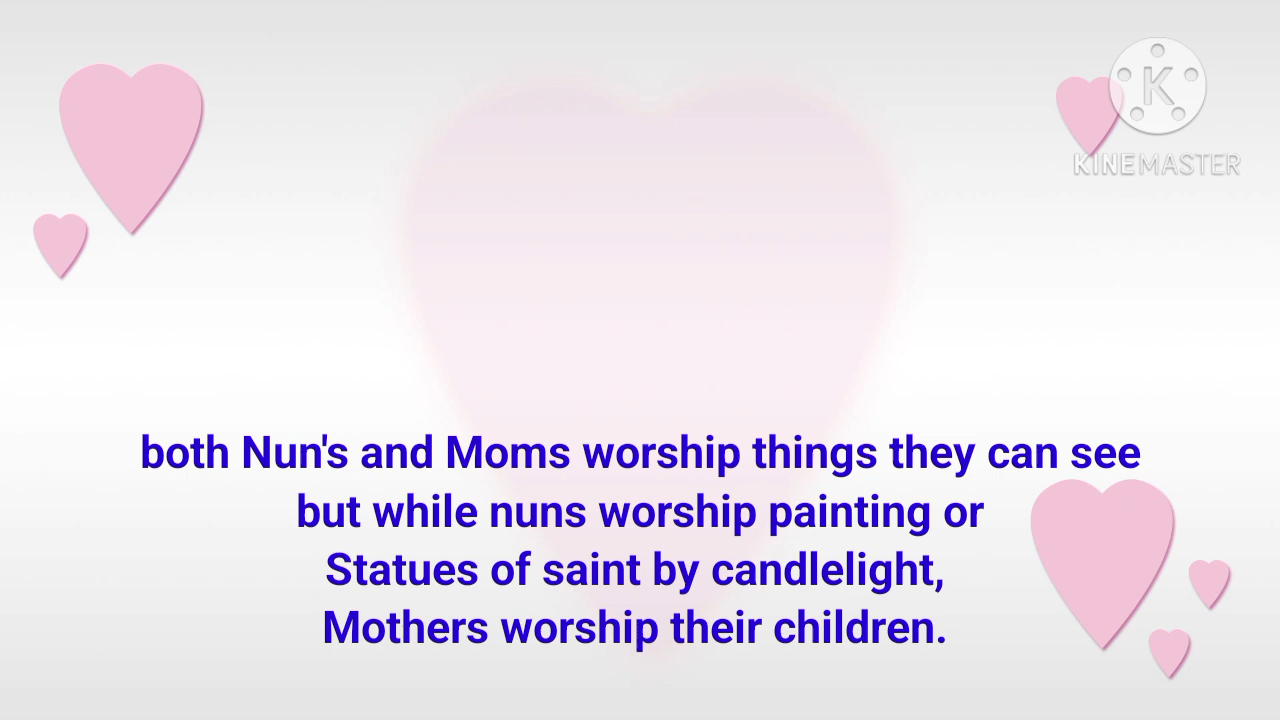 K
KINEMASTER
both Nun's and Moms worship things they can see
but while nuns worship painting or
Statues of saint by candlelight,
Mothers worship their children.